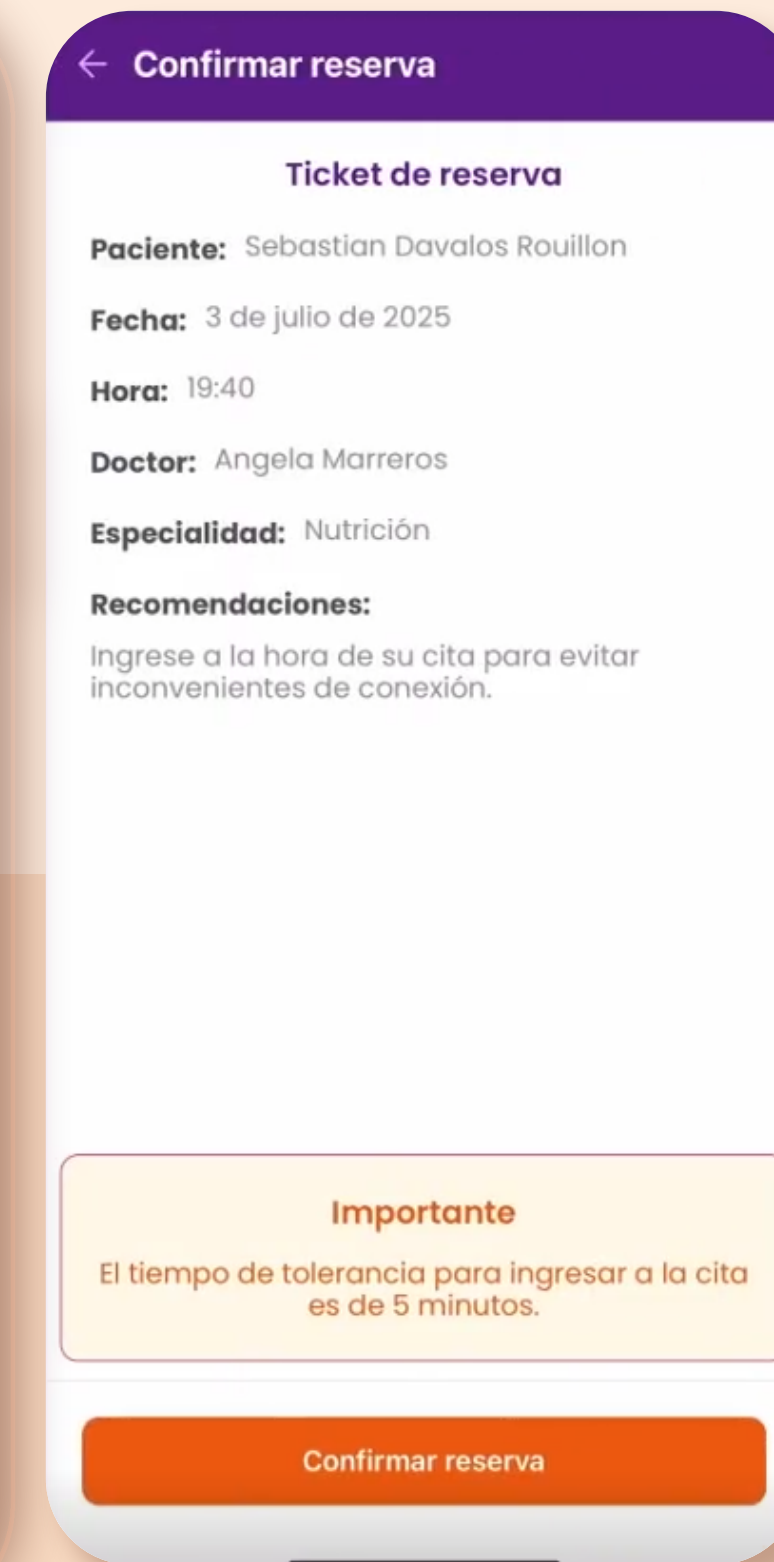 Confirmar reserva
Ticket de reserva
Paciente: Sebastian Davalos Rouillon
Fecha: 3 de julio de 2025
Hora: 19:40
Doctor: Angela Marreros
Especialidad: Nutrición
Recomendaciones:
Ingrese a la hora de su cita para evitar
inconvenientes de conexión.
Importante
El tiempo de tolerancia para ingresar a la cita
es de 5 minutos.
Confirmar reserva